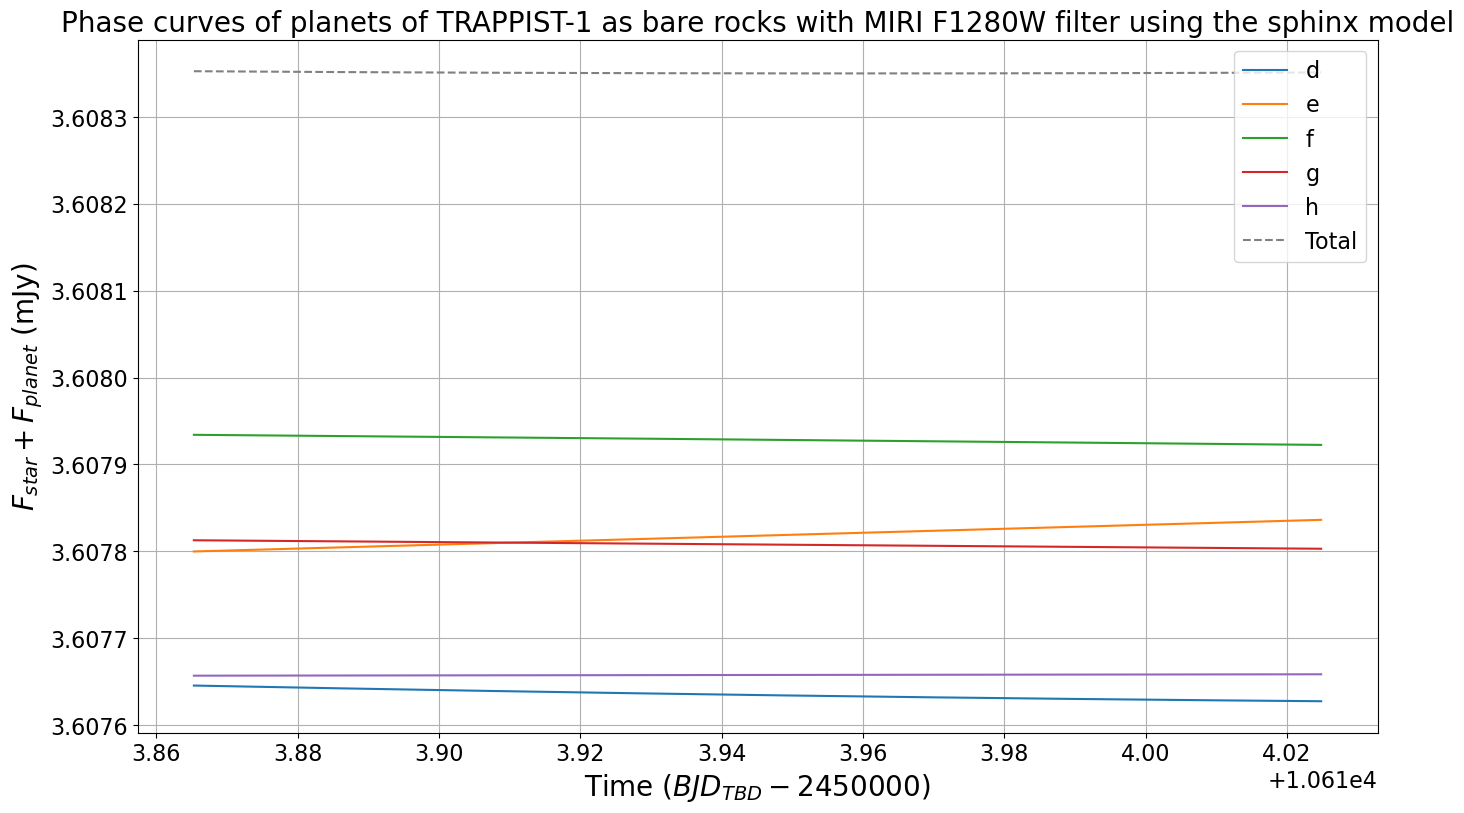 Phase curves of planets of TRAPPIST-1 as bare rocks with MIRI F1280W filter using the sphinx model
d
e
f
g
h
Total
3.6083
3.6082
3.6081
3.6080
3.6079
3.6078
3.6077
3.6076
F_star + F_planet (mJy)
3.86 3.88 3.90 3.92 3.94 3.96 3.98 4.00 4.02
+1.061e4
Time (BJD_TBD − 2450000)